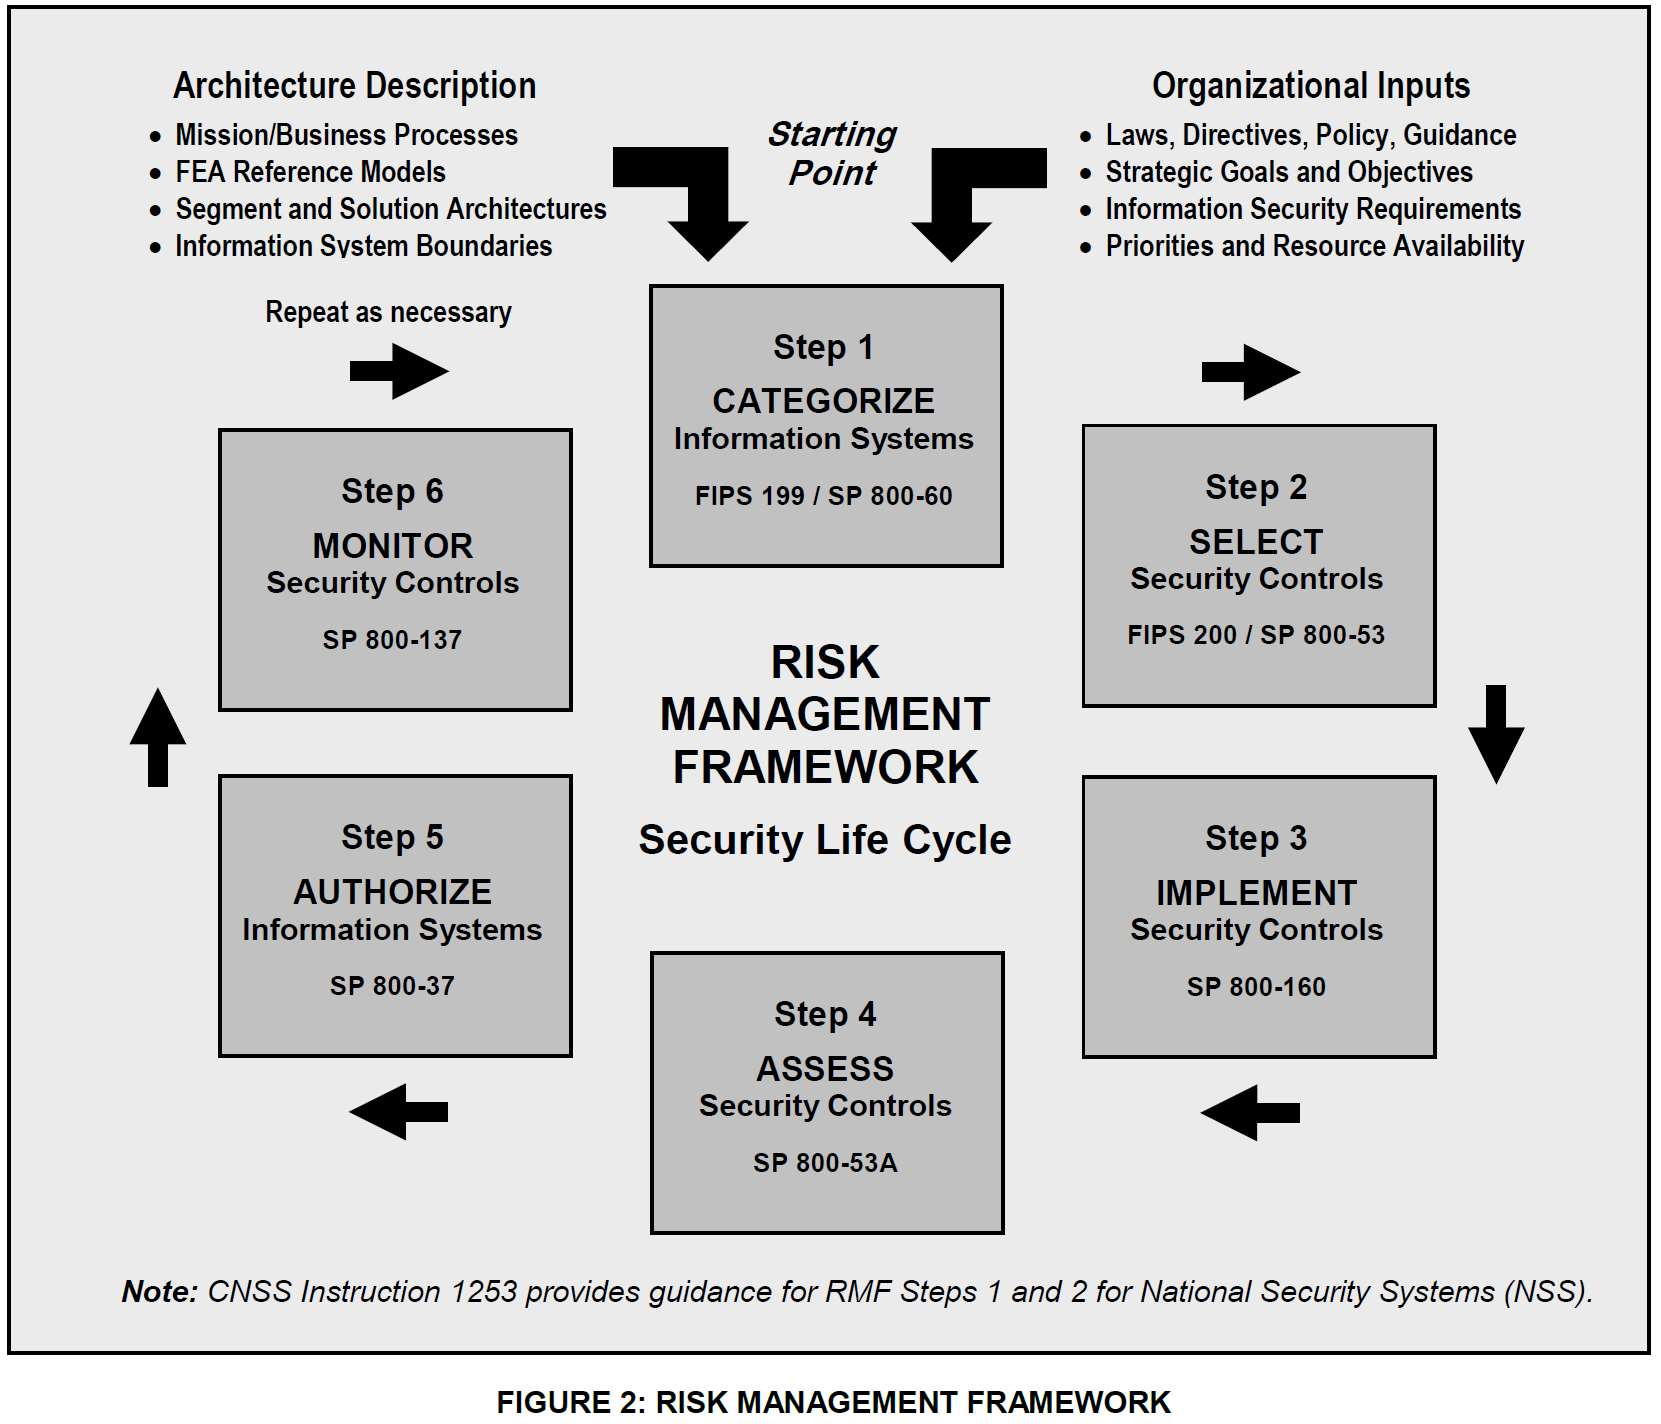 Architecture Description
• Mission/Business Processes
• FEA Reference Models
• Segment and Solution Architectures
• Information System Boundaries
Starting
Point
Organizational Inputs
• Laws, Directives, Policy, Guidance
• Strategic Goals and Objectives
• Information Security Requirements
• Priorities and Resource Availability
Repeat as necessary
Step 1
CATEGORIZE
Information Systems
FIPS 199 / SP 800-60
Step 2
SELECT
Security Controls
FIPS 200 / SP 800-53
Step 3
IMPLEMENT
Security Controls
SP 800-160
Step 4
ASSESS
Security Controls
SP 800-53A
Step 5
AUTHORIZE
Information Systems
SP 800-37
Step 6
MONITOR
Security Controls
SP 800-137
RISK
MANAGEMENT
FRAMEWORK
Security Life Cycle
Note: CNSS Instruction 1253 provides guidance for RMF Steps 1 and 2 for National Security Systems (NSS).
FIGURE 2: RISK MANAGEMENT FRAMEWORK